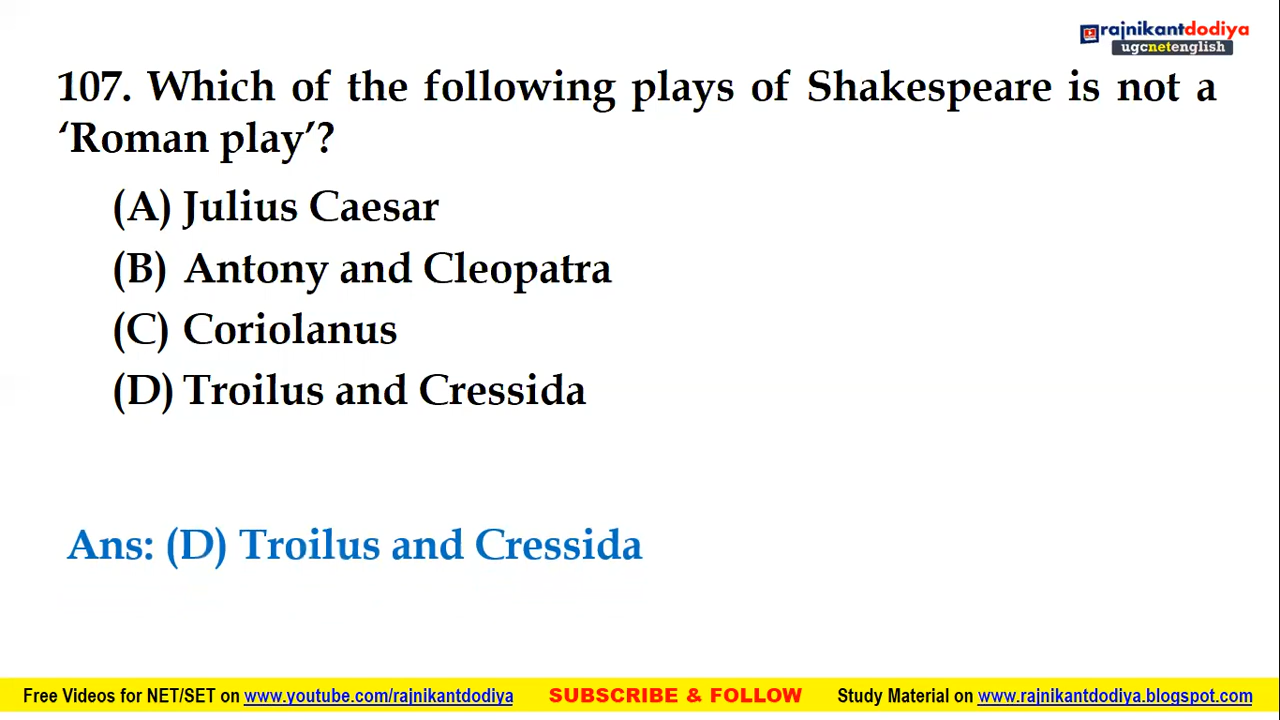 rajnikantdodiya
ugcnetenglish
107. Which of the following plays of Shakespeare is not a
‘Roman play’?
(A) Julius Caesar
(B) Antony and Cleopatra
(C) Coriolanus
(D) Troilus and Cressida
Ans: (D) Troilus and Cressida
Free Videos for NET/SET on www.youtube.com/rajnikantdodiya SUBSCRIBE & FOLLOW Study Material on www.rajnikantdodiya.blogspot.com